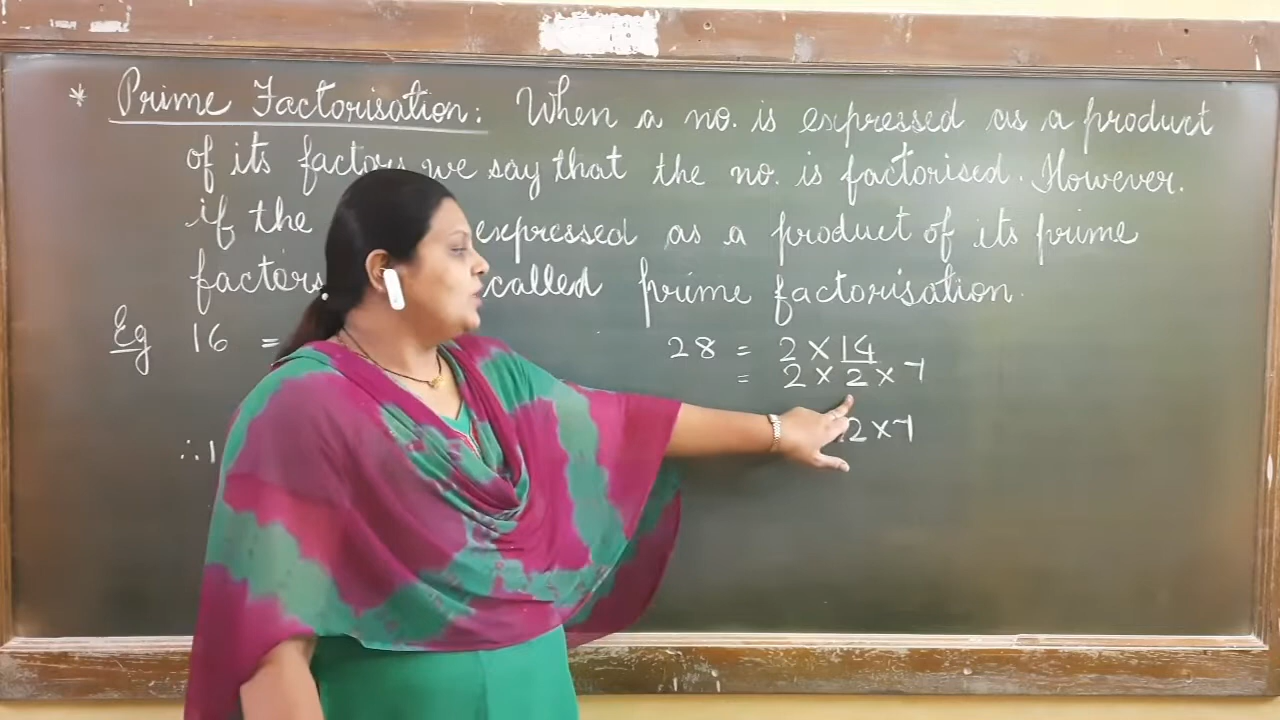 * Prime Factorisation: When a no. is expressed as a product
of its factors we say that the no. is factorised. However.
if the expressed as a product of its prime
factors. called prime factorisation.
Eg 16 = 28 = 2 × 14
= 2 × 2 × 7
2 × 7
∴ 1